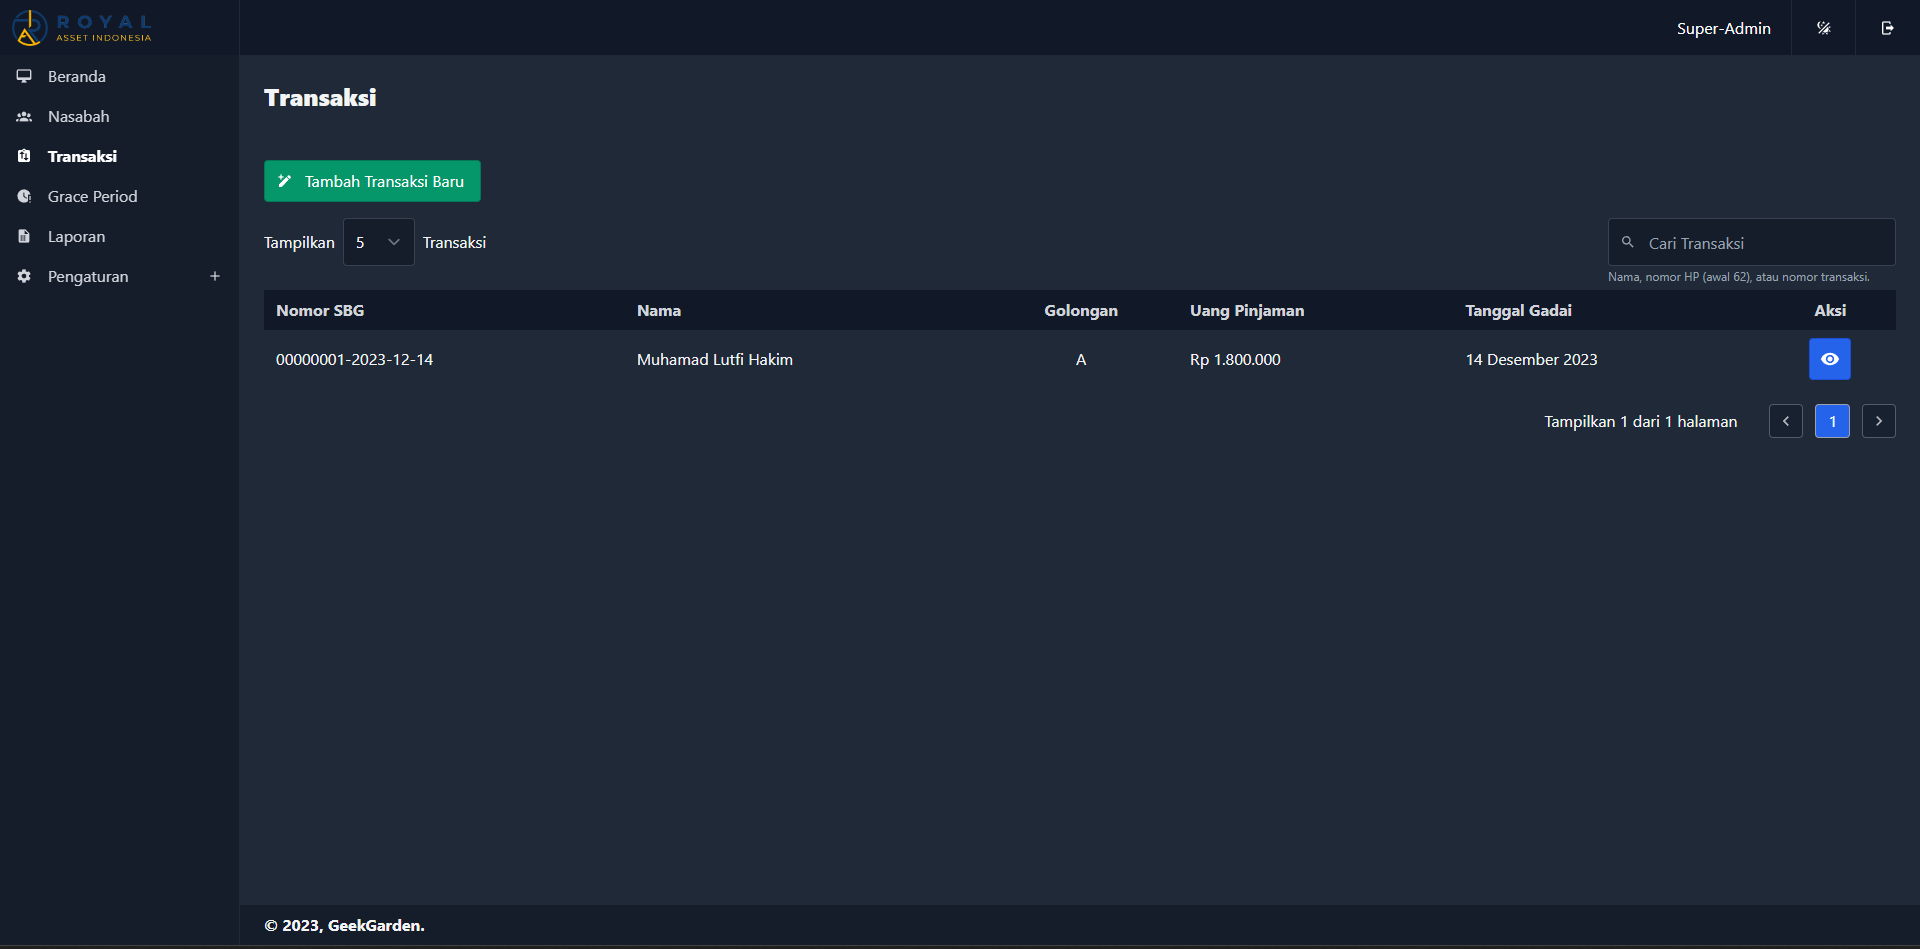 ROYAL
ASSET INDONESIA
Super-Admin
Beranda
Nasabah
Transaksi
Grace Period
Laporan
Pengaturan
Transaksi
Tambah Transaksi Baru
Tampilkan 5 Transaksi
Cari Transaksi
Nama, nomor HP (awal 62), atau nomor transaksi.
Nomor SBG Nama Golongan Uang Pinjaman Tanggal Gadai Aksi
00000001-2023-12-14 Muhamad Lutfi Hakim A Rp 1.800.000 14 Desember 2023
Tampilkan 1 dari 1 halaman 1
© 2023, GeekGarden.